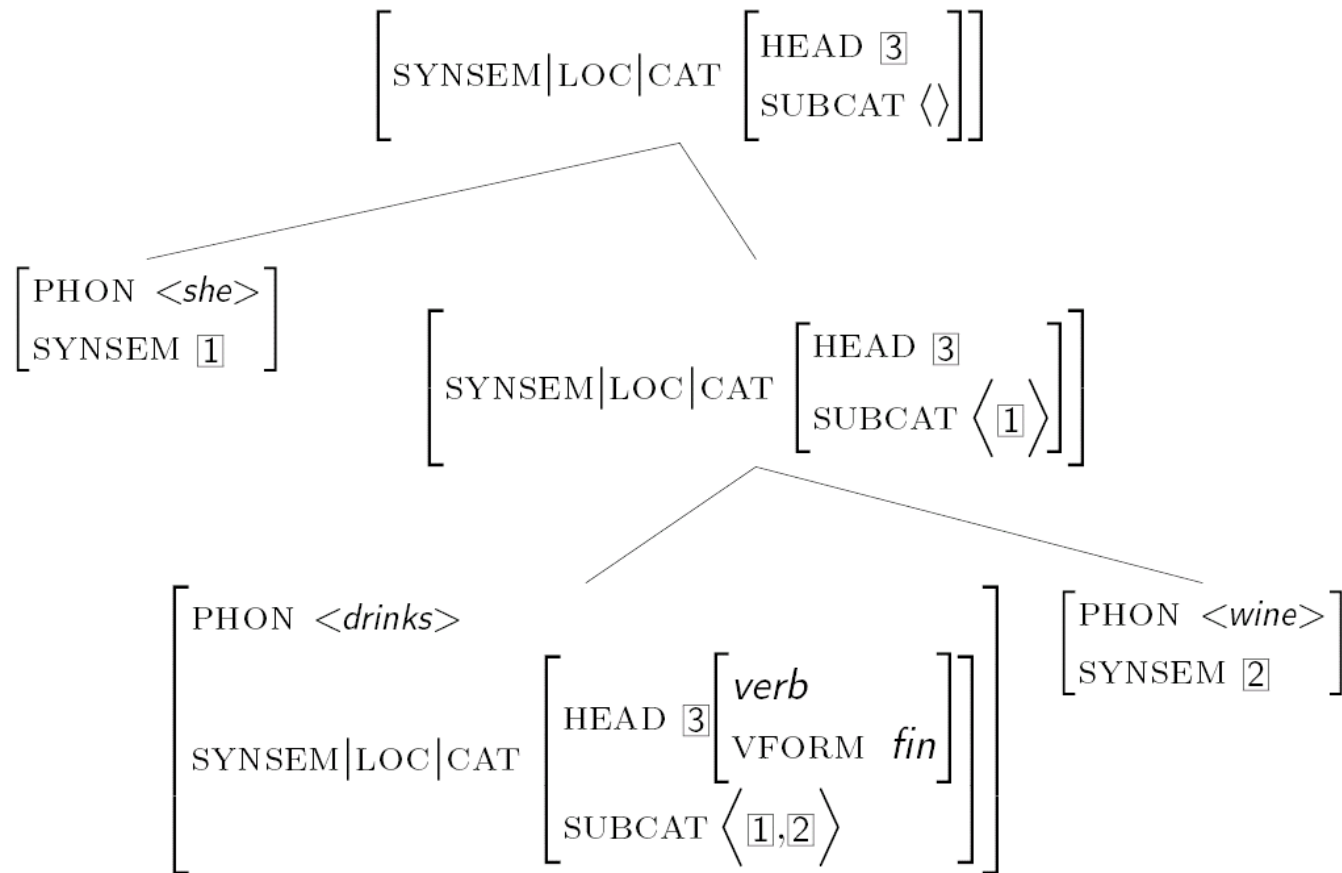 HEAD 3
SYNSEM|LOC|CAT
SUBCAT ⟨⟩
PHON <she>
SYNSEM 1
HEAD 3
SYNSEM|LOC|CAT
SUBCAT ⟨1⟩
PHON <drinks>
SYNSEM|LOC|CAT
HEAD 3
verb
VFORM fin
SUBCAT ⟨1,2⟩
PHON <wine>
SYNSEM 2